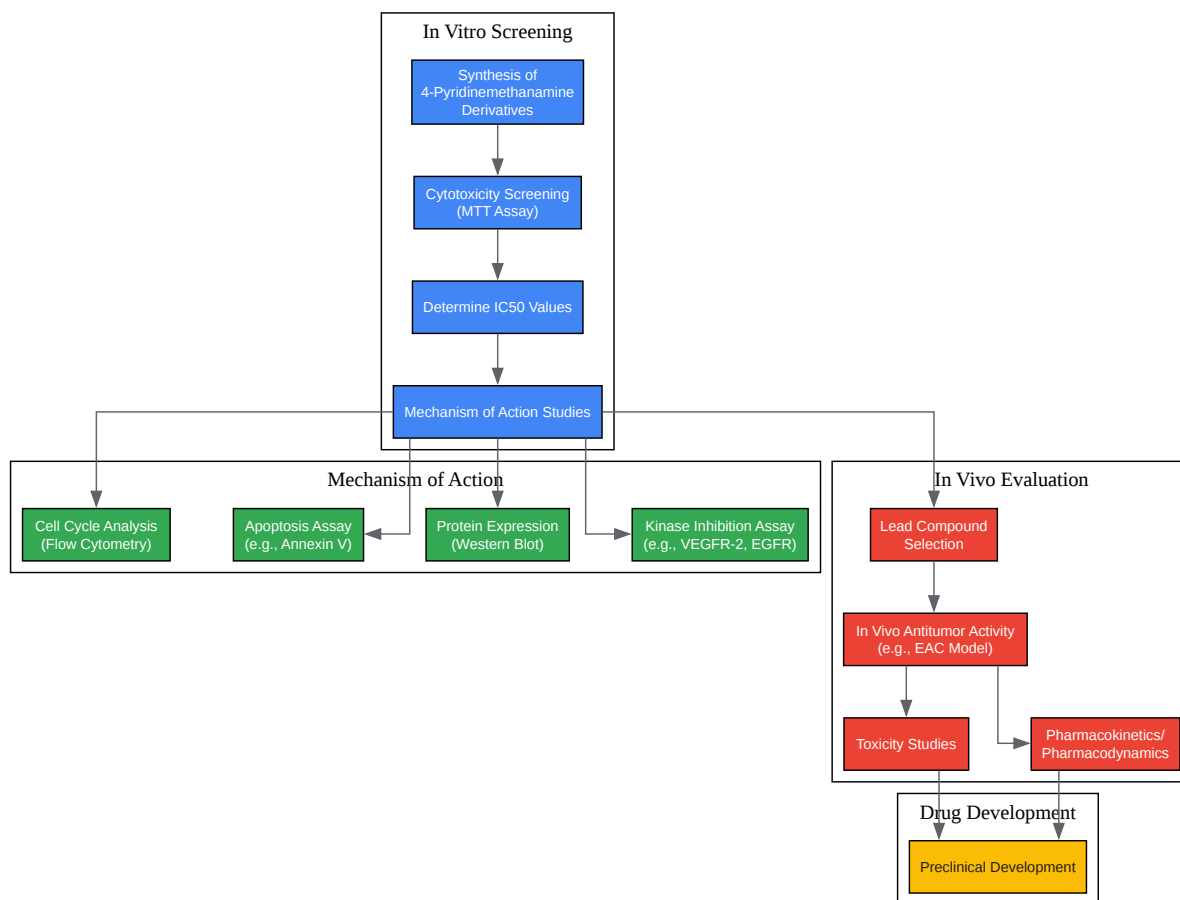 In Vitro Screening
Synthesis of
4-Pyridinemethanamine
Derivatives
Cytotoxicity Screening
(MTT Assay)
Determine IC50 Values
Mechanism of Action Studies
Mechanism of Action
Cell Cycle Analysis
(Flow Cytometry)
Apoptosis Assay
(e.g., Annexin V)
Protein Expression
(Western Blot)
Kinase Inhibition Assay
(e.g., VEGFR-2, EGFR)
In Vivo Evaluation
Lead Compound
Selection
In Vivo Antitumor Activity
(e.g., EAC Model)
Toxicity Studies
Pharmacokinetics/
Pharmacodynamics
Drug Development
Preclinical Development